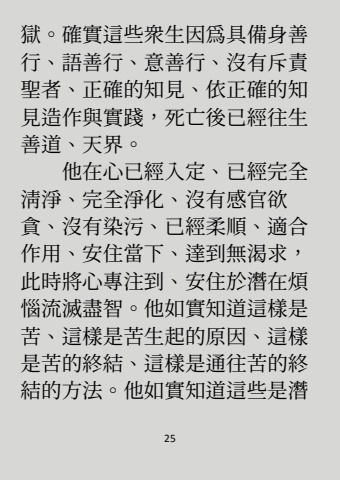 獄。確實這些眾生因爲具備身善
行、語善行、意善行、沒有斥責
聖者、正確的知見、依正確的知
見造作與實踐，死亡後已經往生
善道、天界。
他在心已經入定、已經完全
清淨、完全淨化、沒有感官欲
貪、沒有染污、已經柔順、適合
作用、安住當下、達到無渴求，
此時將心專注到、安住於潛在煩
惱流滅盡智。他如實知道這樣是
苦、這樣是苦生起的原因、這樣
是苦的終結、這樣是通往苦的終
結的方法。他如實知道這些是潛
25